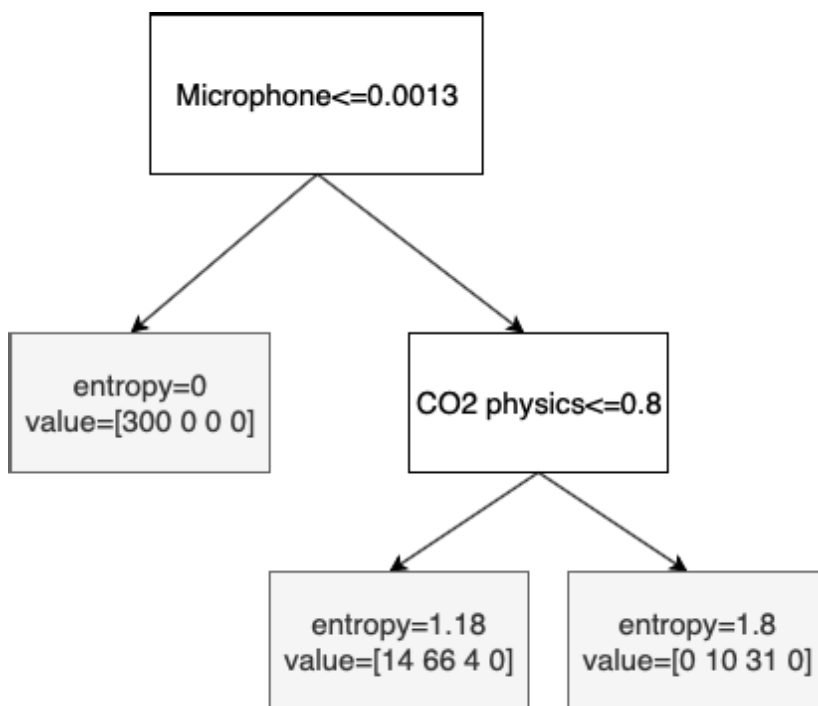 Microphone<=0.0013
entropy=0
value=[300 0 0 0]
CO2 physics<=0.8
entropy=1.18
value=[14 66 4 0]
entropy=1.8
value=[0 10 31 0]